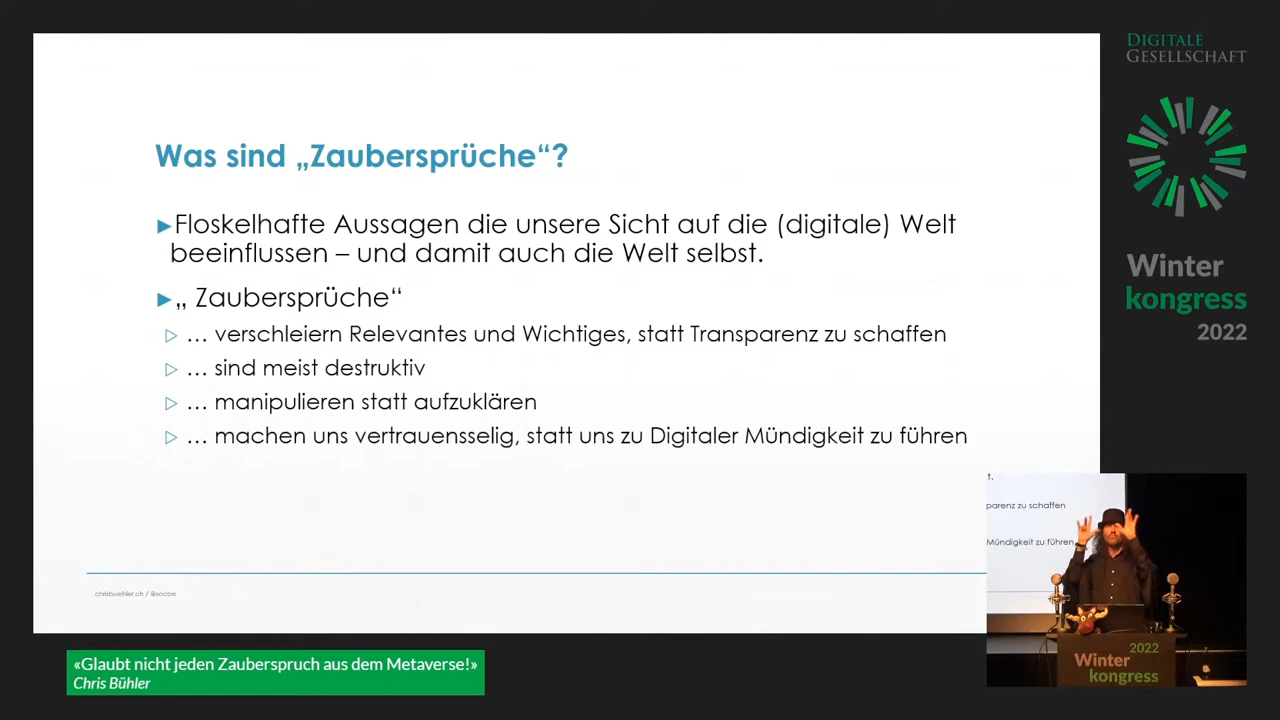 Was sind „Zaubersprüche“?
►Floskelhafte Aussagen die unsere Sicht auf die (digitale) Welt
beeinflussen – und damit auch die Welt selbst.
►„ Zaubersprüche“
▷ … verschleiern Relevantes und Wichtiges, statt Transparenz zu schaffen
▷ … sind meist destruktiv
▷ … manipulieren statt aufzuklären
▷ … machen uns vertrauensselig, statt uns zu Digitaler Mündigkeit zu führen
chrisbuehler.ch / @socbe
DIGITALE
GESELLSCHAFT
Winter
kongress
2022
t.
parenz zu schaffen
Mündigkeit zu führen
2022
Winter
kongress
«Glaubt nicht jeden Zauberspruch aus dem Metaverse!»
Chris Bühler